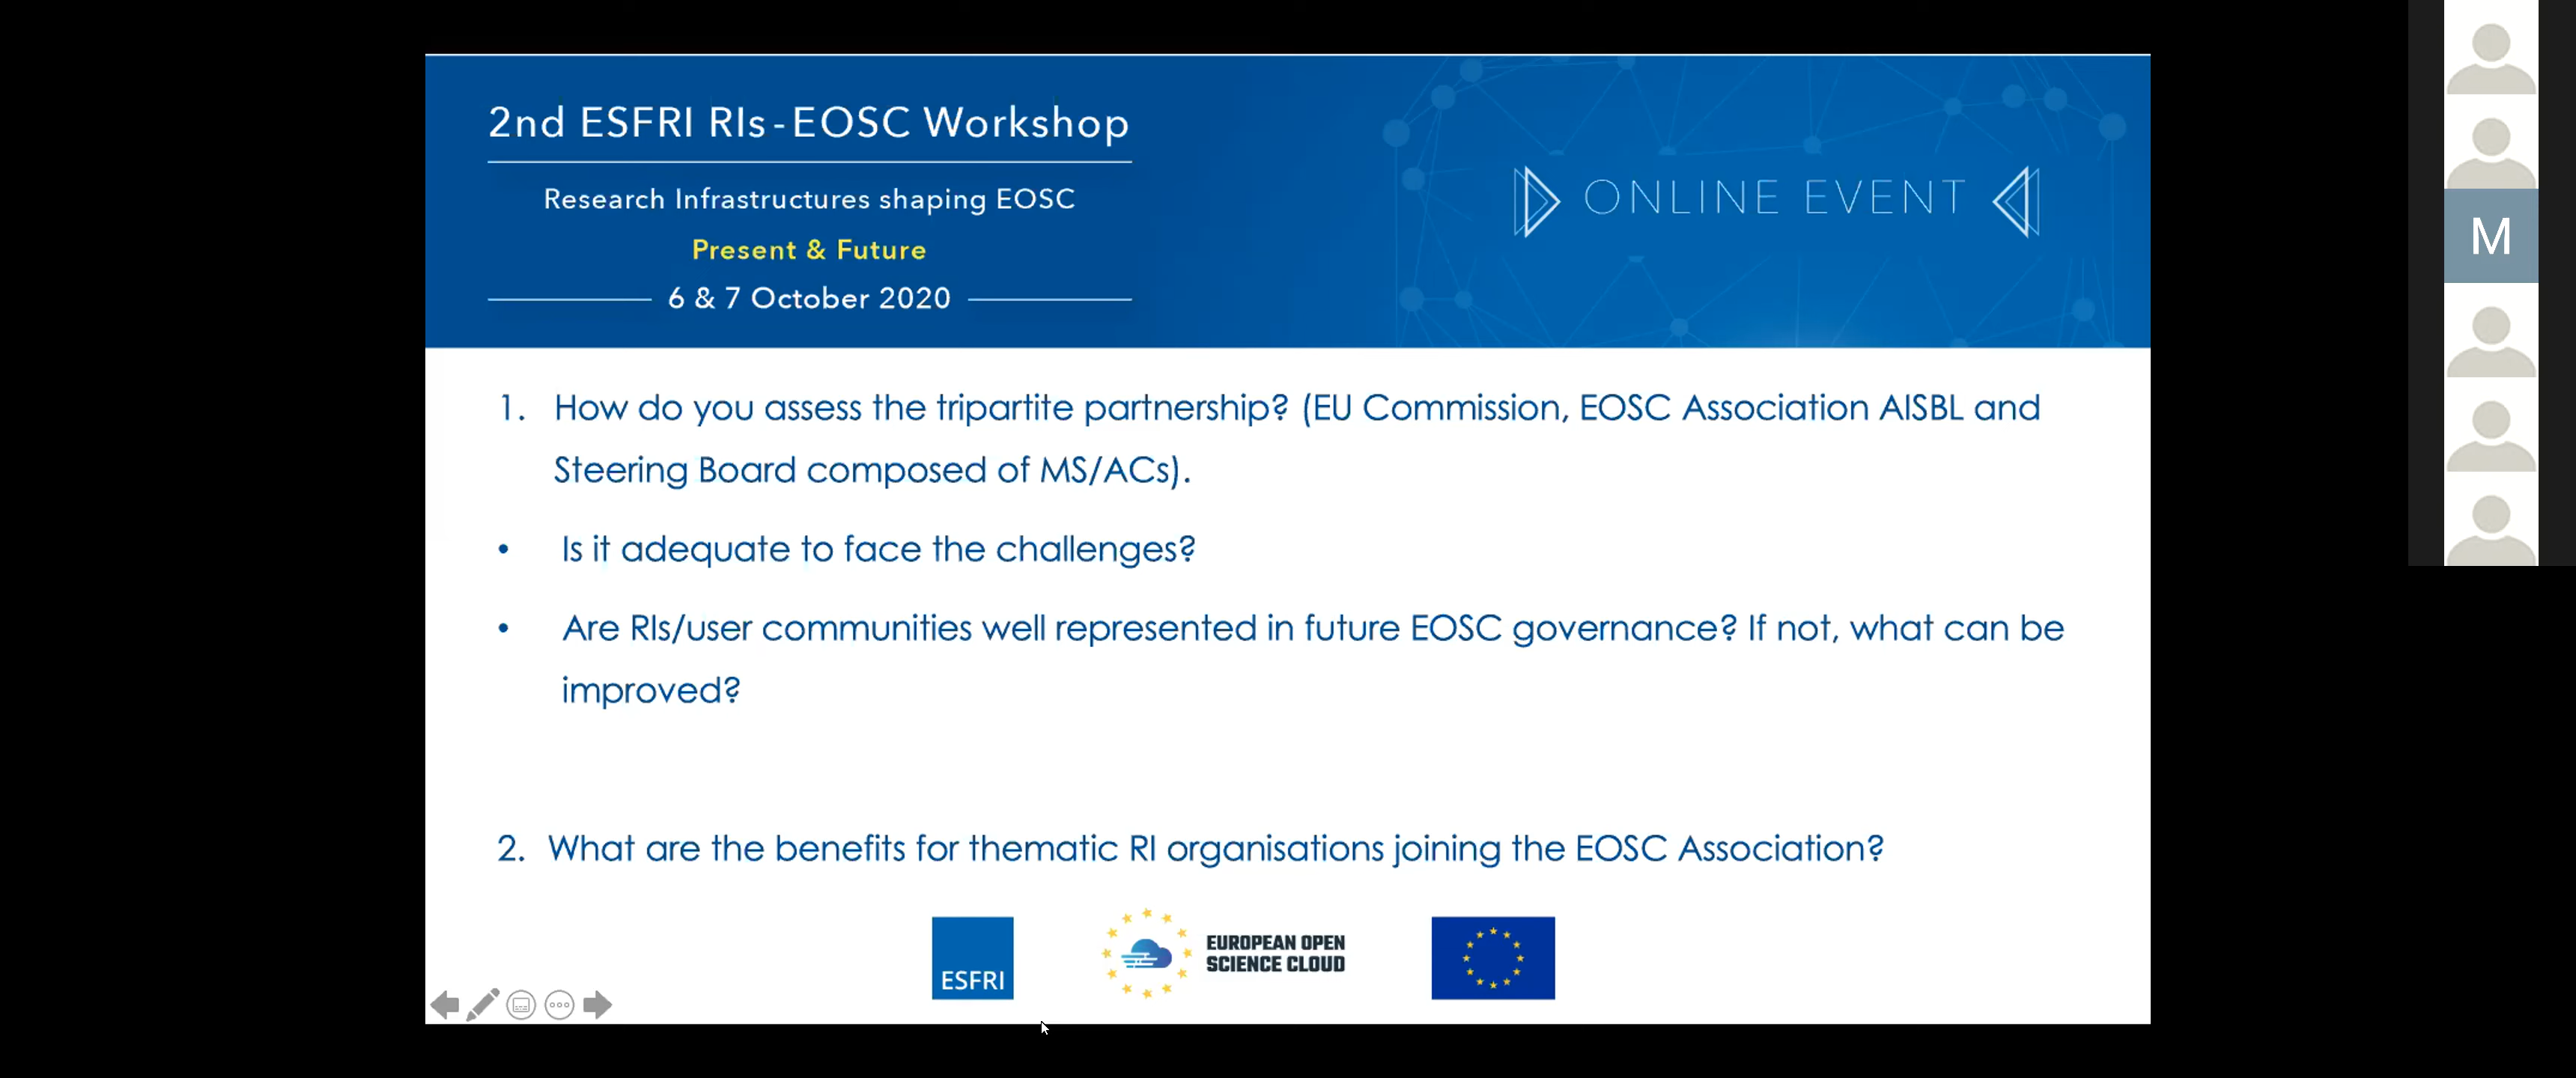 2nd ESFRI RIs - EOSC Workshop
Research Infrastructures shaping EOSC
Present & Future
6 & 7 October 2020
ONLINE EVENT
M
1. How do you assess the tripartite partnership? (EU Commission, EOSC Association AISBL and
Steering Board composed of MS/ACs).
• Is it adequate to face the challenges?
• Are RIs/user communities well represented in future EOSC governance? If not, what can be
improved?
2. What are the benefits for thematic RI organisations joining the EOSC Association?
ESFRI
EUROPEAN OPEN
SCIENCE CLOUD